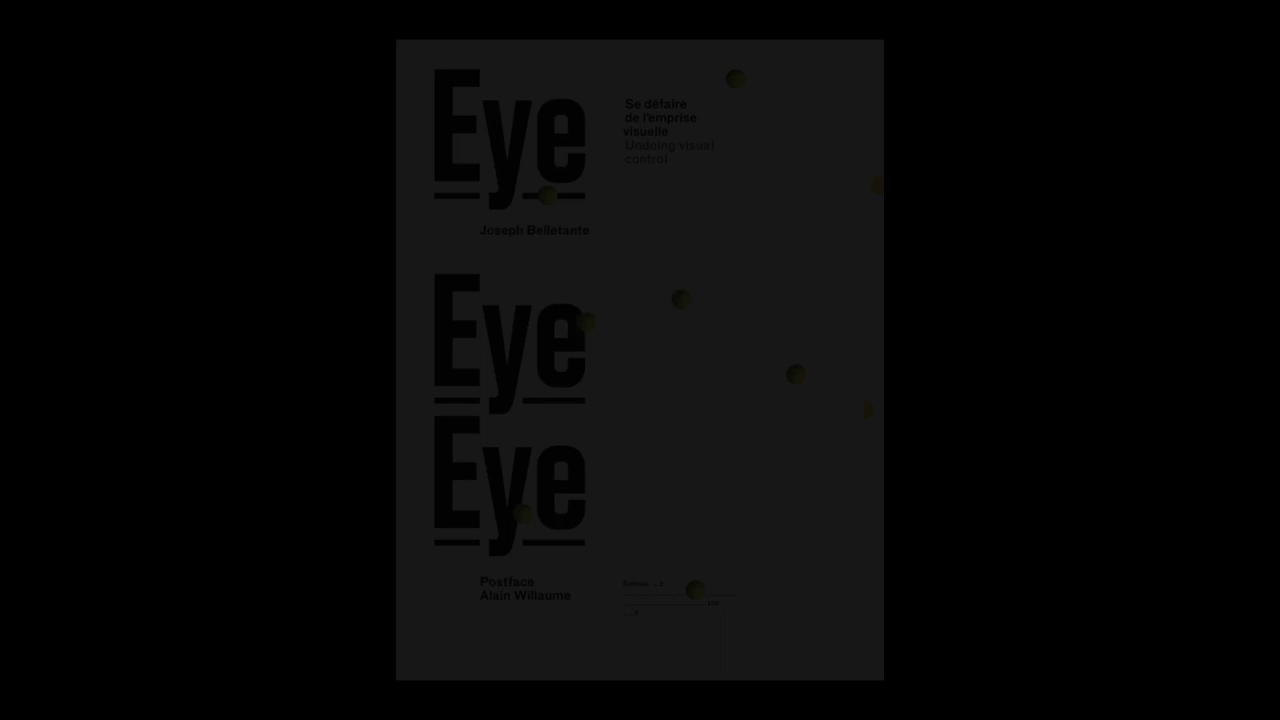 Eye
Se défaire
de l'emprise
visuelle
Undoing visual
control
Joseph Belletante
Eye
Eye
Postface
Alain Willaume